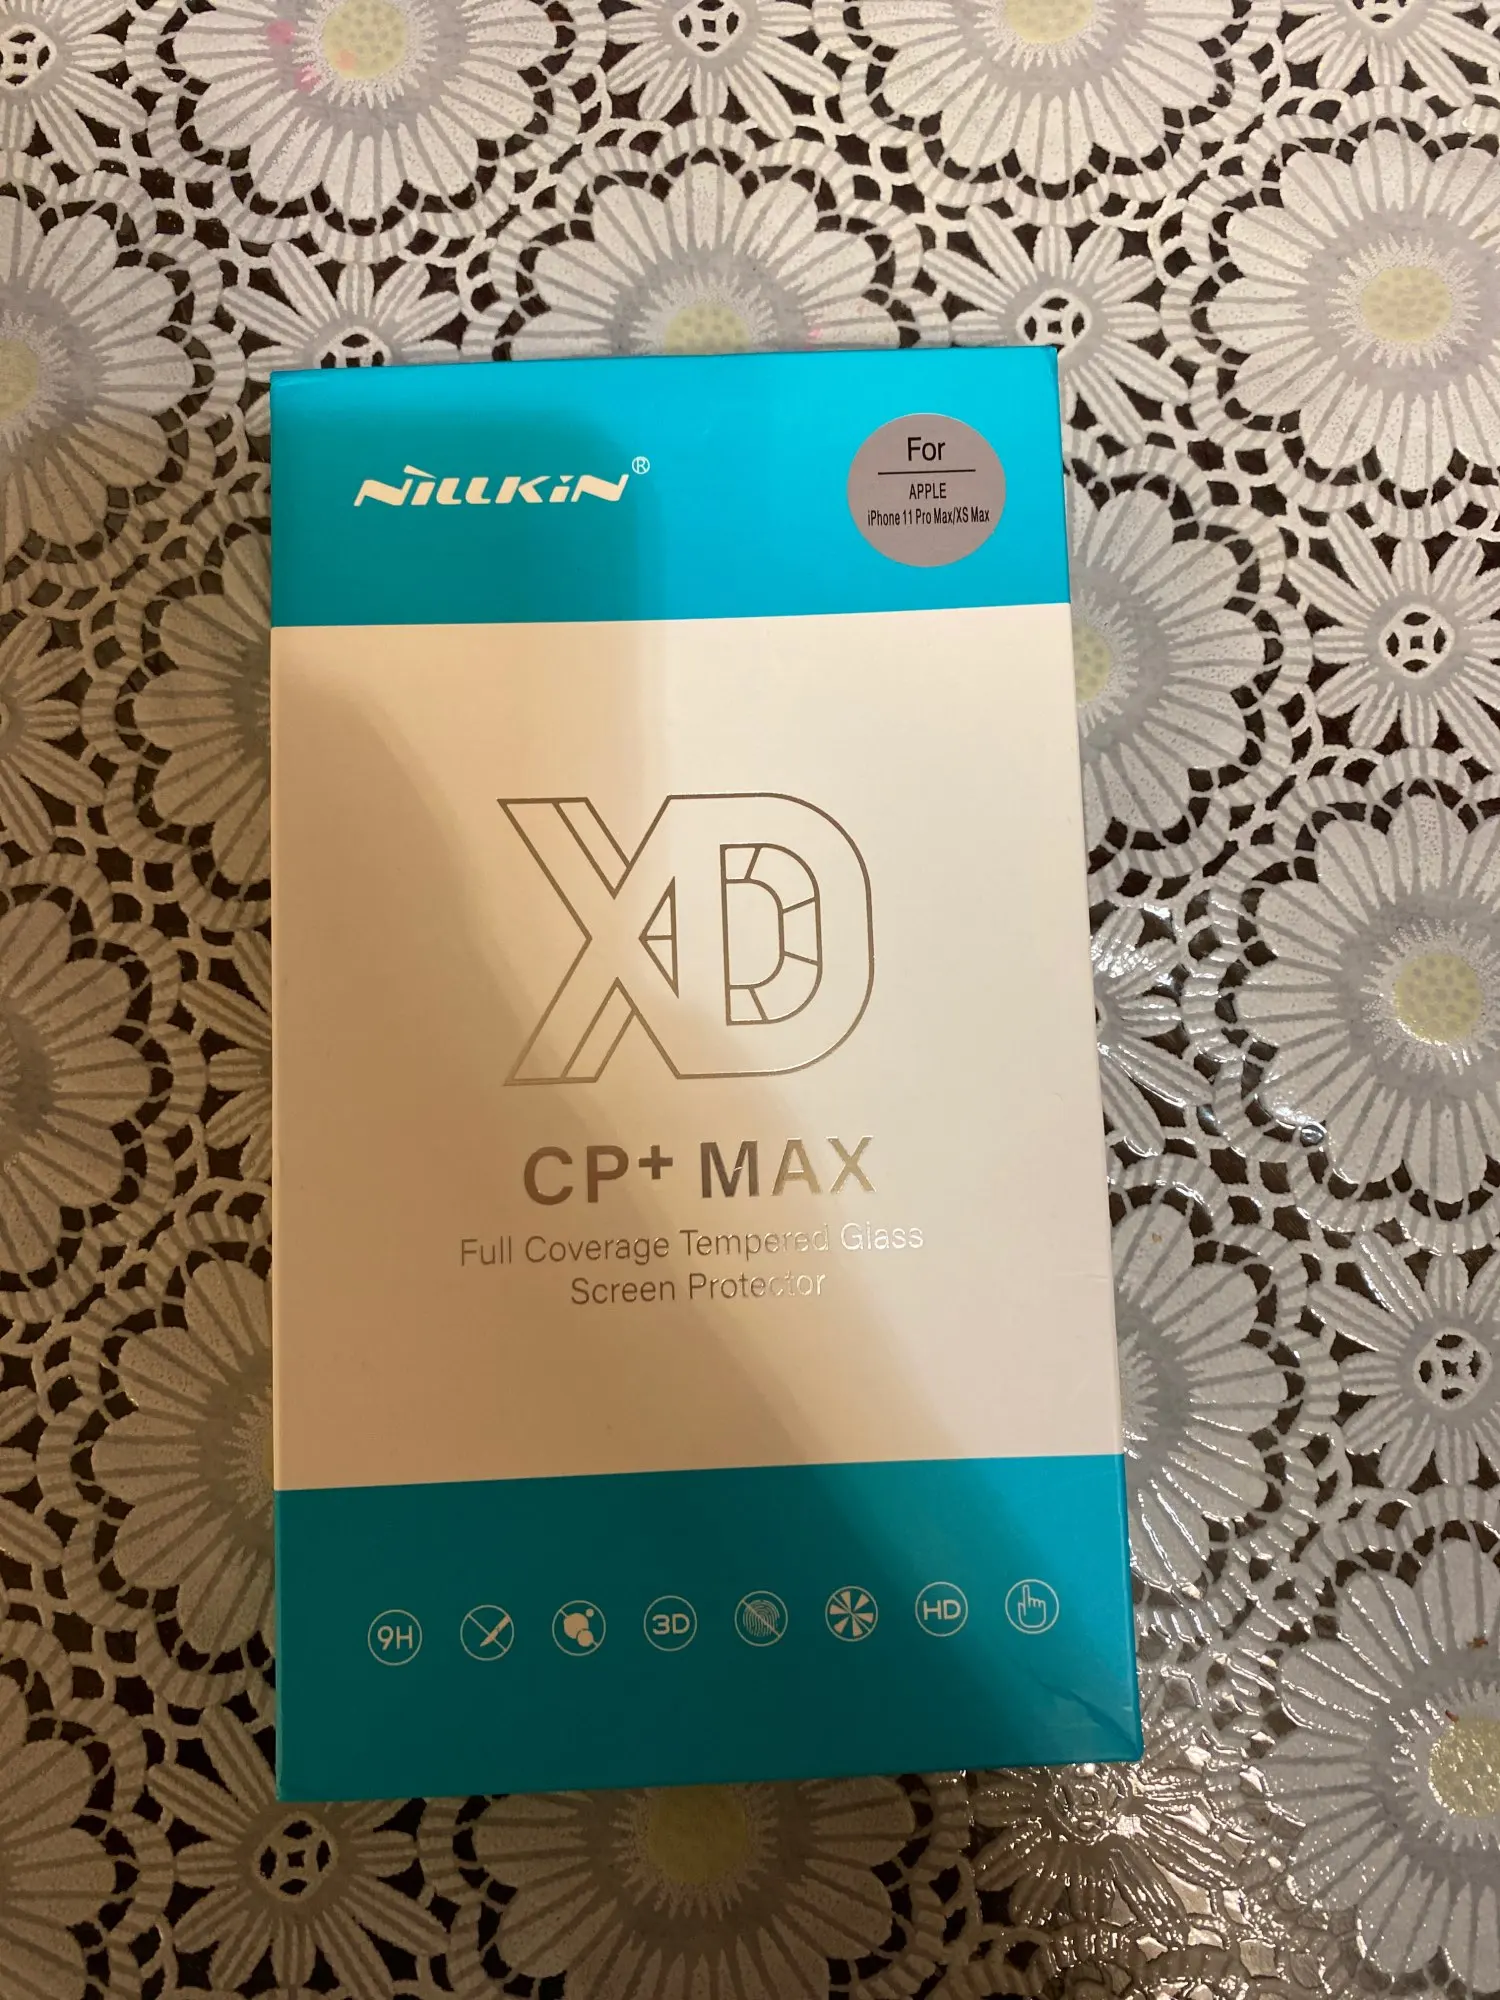 NILLKIN®
For
APPLE
iPhone 11 Pro Max/XS Max
XD
CP+ MAX
Full Coverage Tempered Glass
Screen Protector
9H
3D
HD